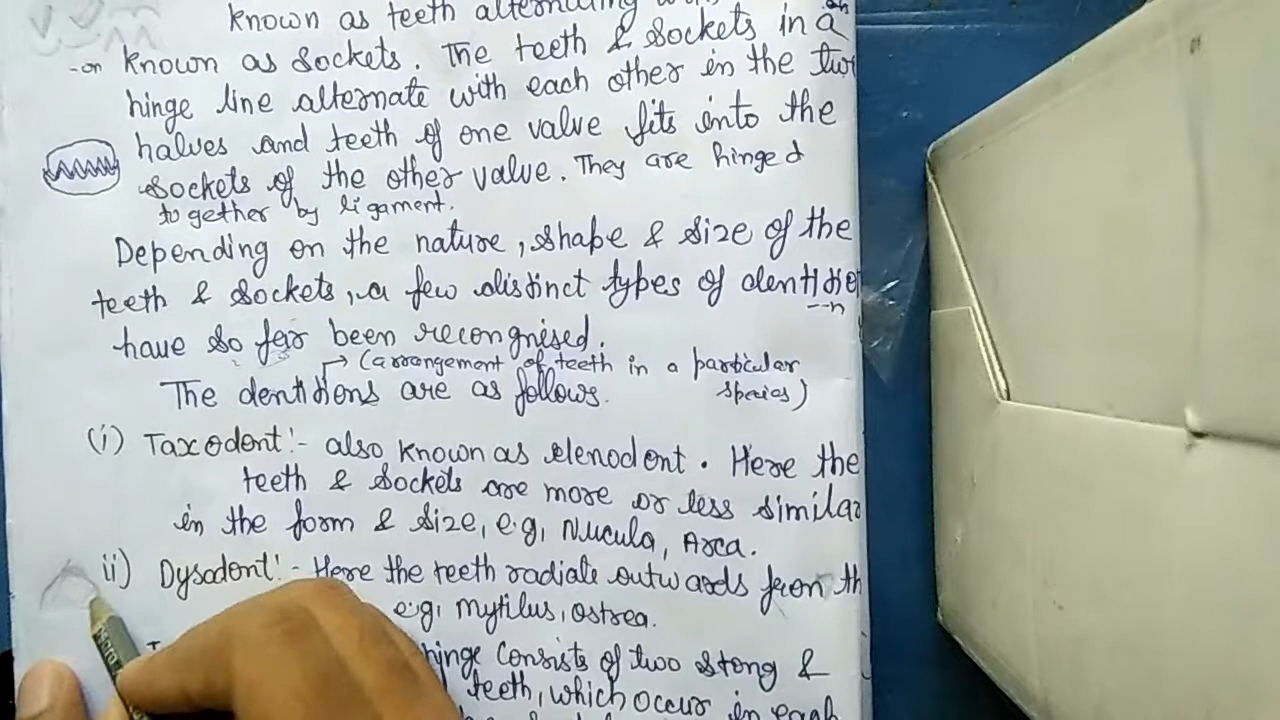 known as teeth alternating
-on known as sockets. The teeth & sockets in a
hinge line alternate with each other in the two
halves and teeth of one valve fits into the
sockets of the other valve. They are hinged
together by ligament.
Depending on the nature, shape & size of the
teeth & sockets, a few distinct types of dentitio
--n
have so far been recongnised.
→ (arrangement of teeth in a particular
The dentitions are as follows. species)
(i) Taxodont:- also known as elenodont. Here the
teeth & sockets are more or less similar
in the form & size, e.g, Nucula, Arca.
ii) Dysodont:- Here the teeth radiate outwards from th
e.g, mytilus, ostrea.
hinge consists of two stong &
teeth, which occur in each